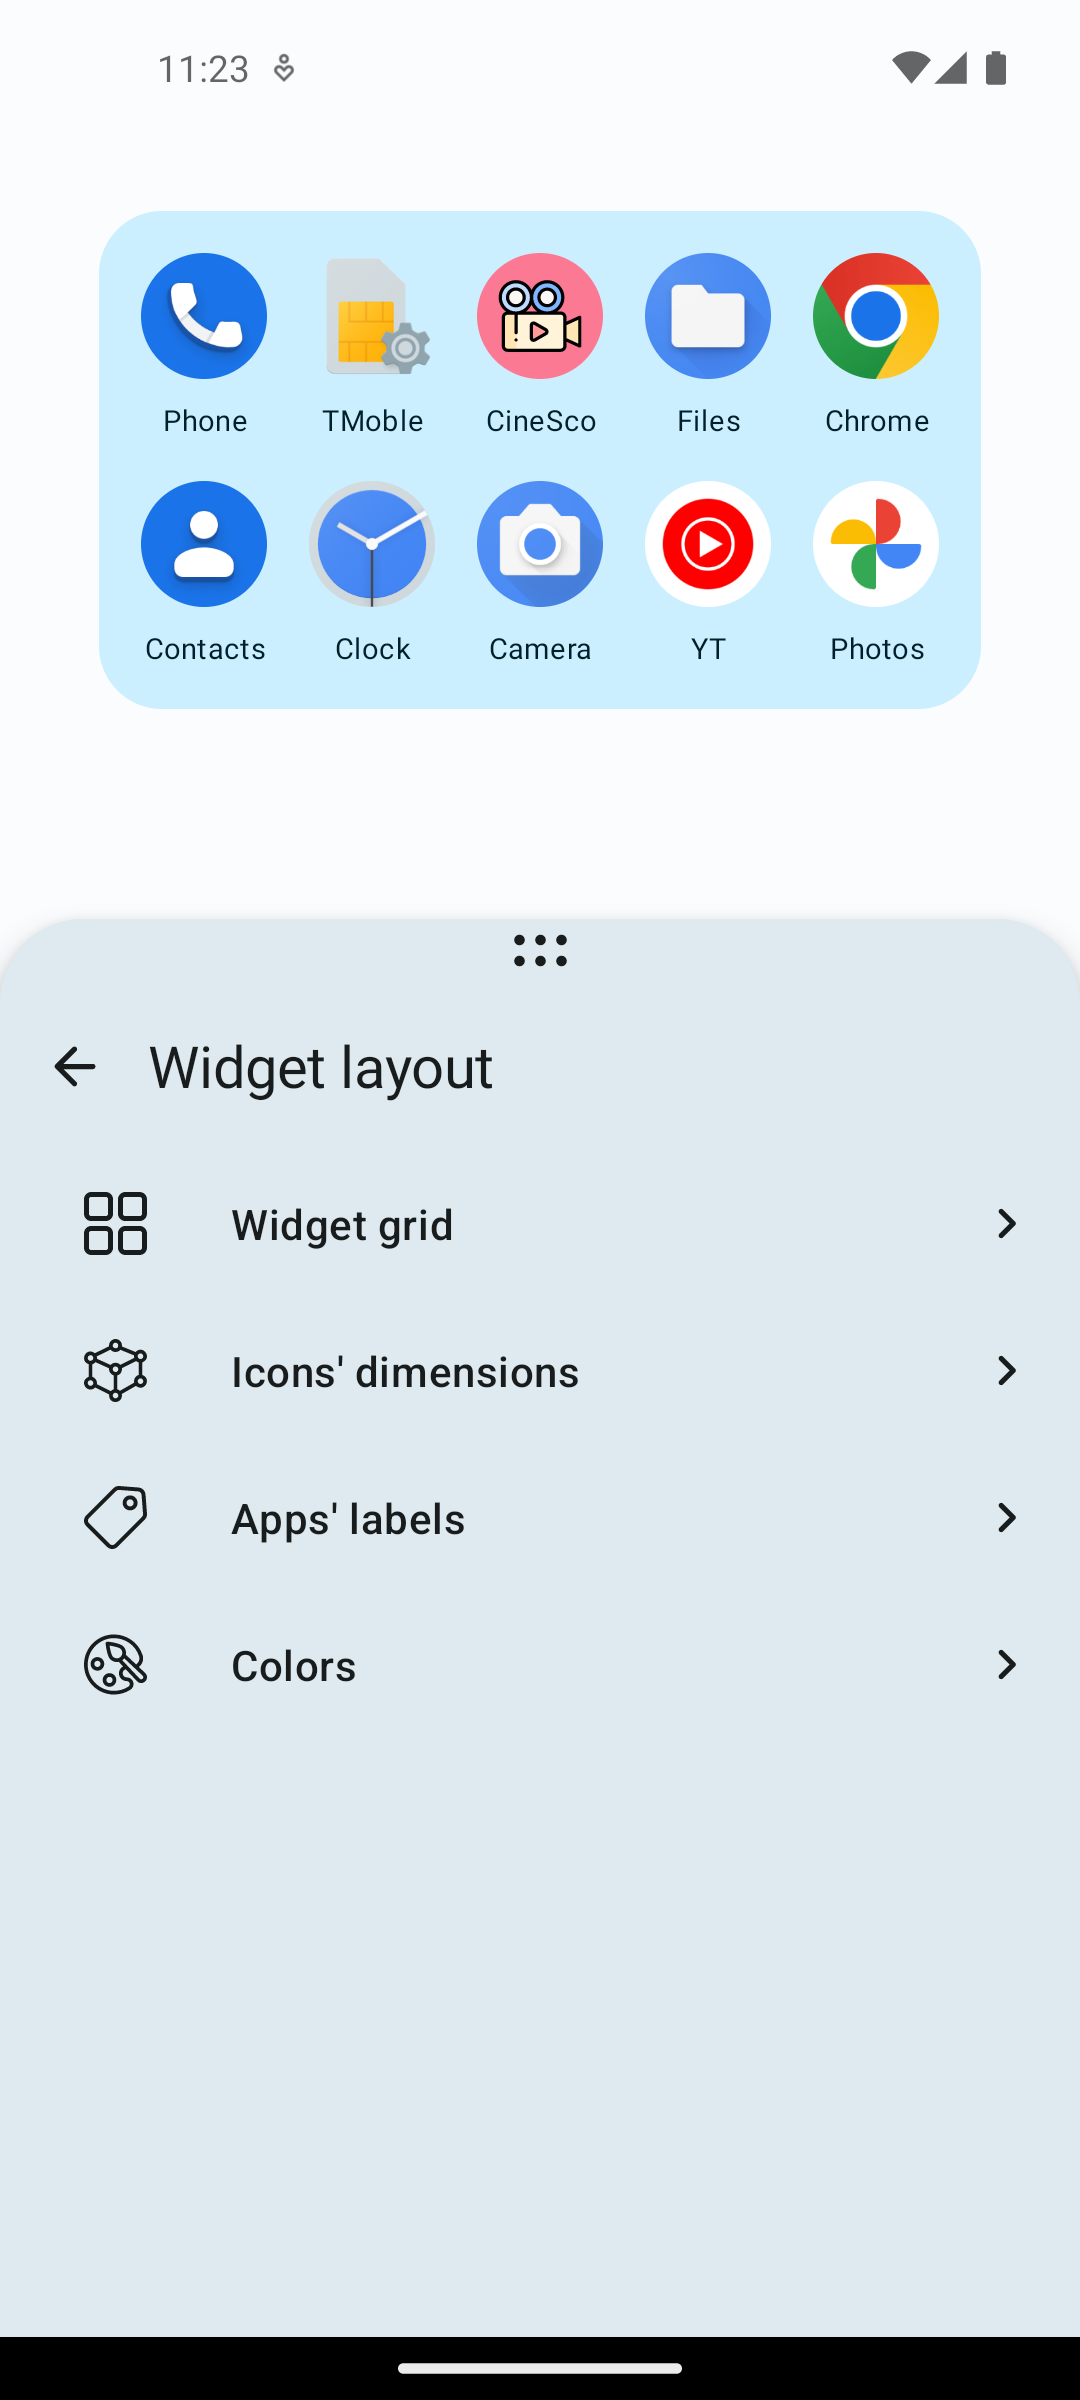 11:23
Phone TMoble CineSco Files Chrome
Contacts Clock Camera YT Photos
Widget layout
Widget grid
Icons' dimensions
Apps' labels
Colors